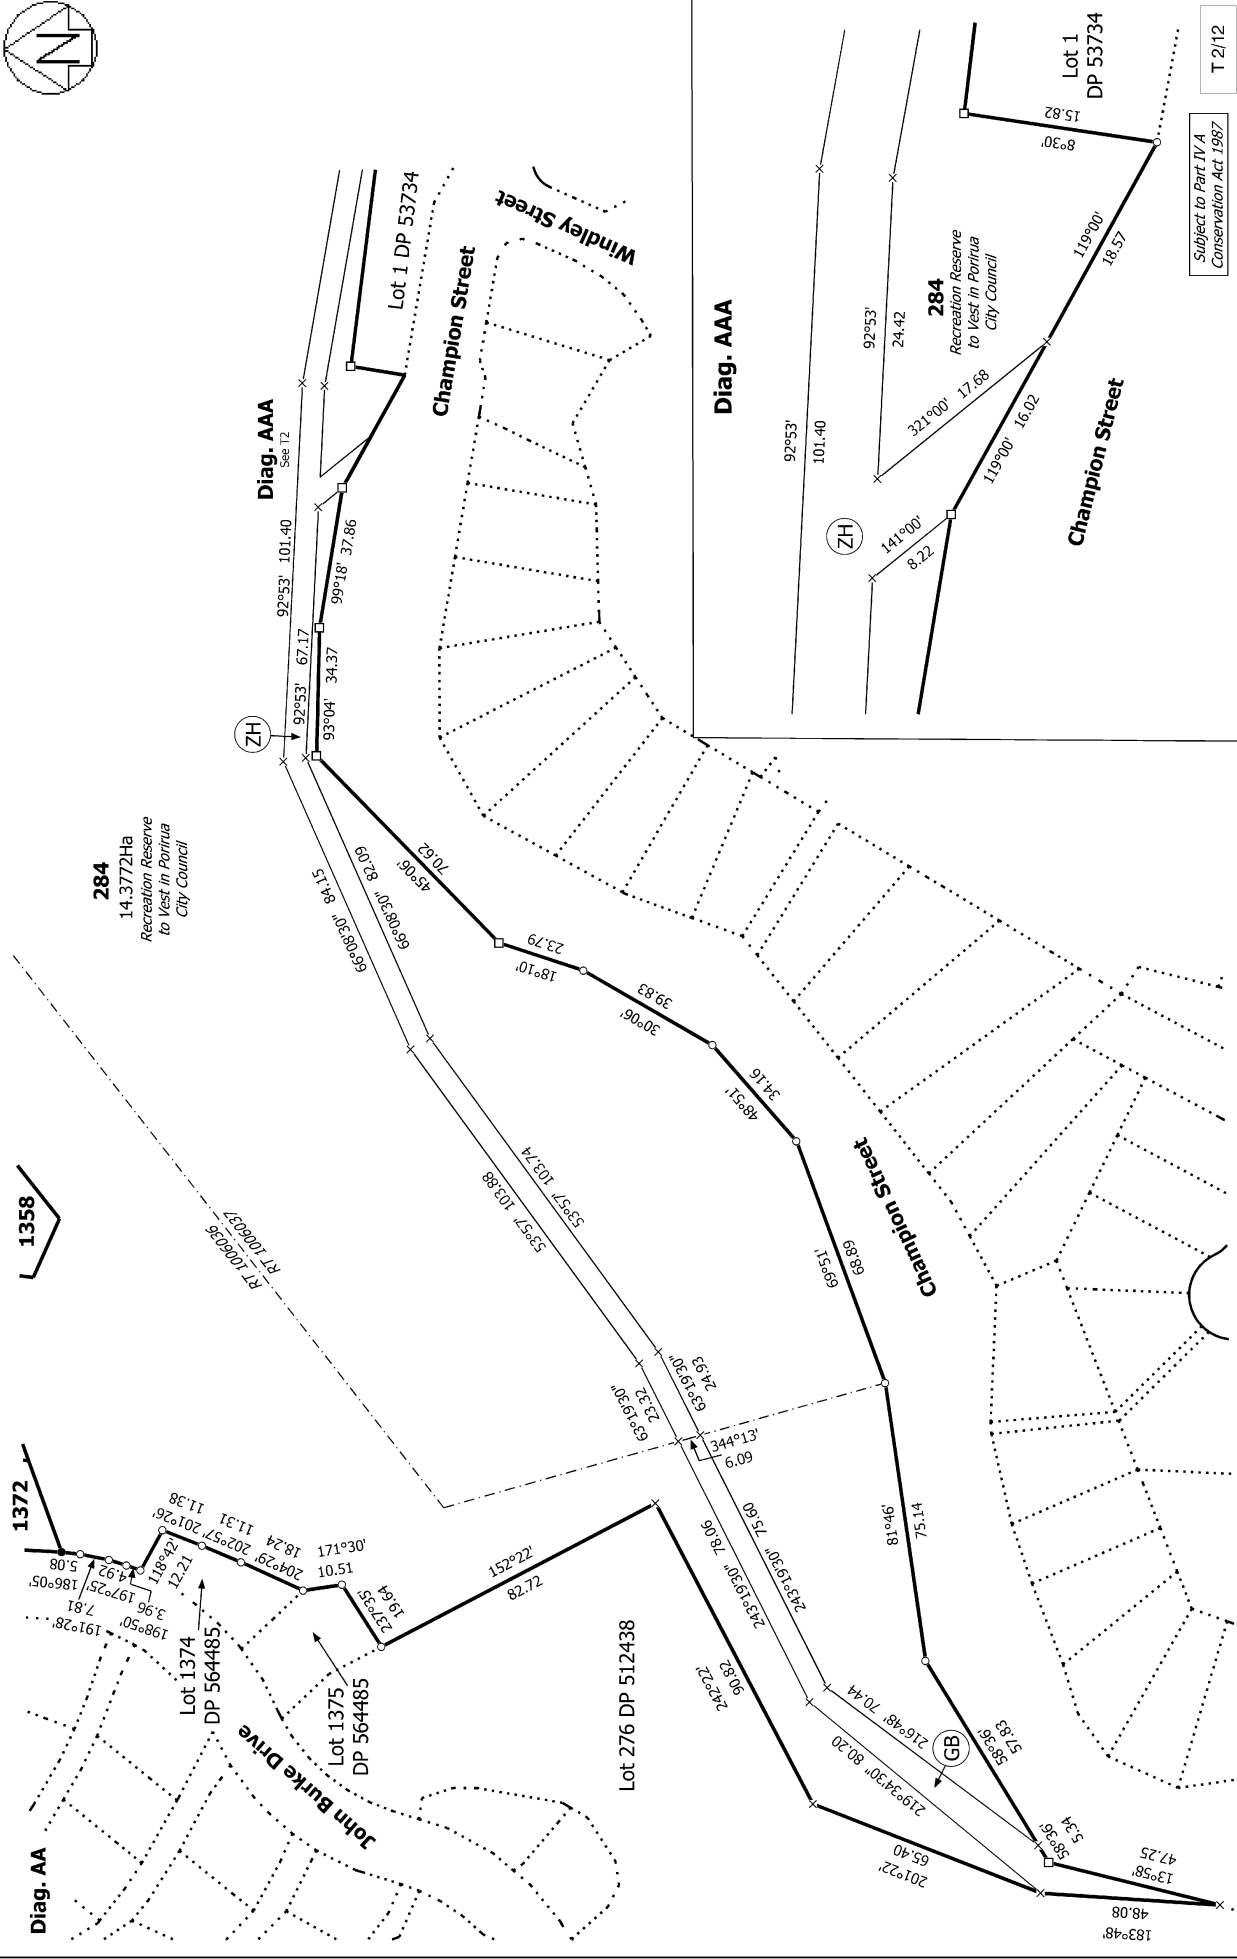 N
Diag. AA
1372
1358
5.08
186°05'
7.81
191°28'
4.92
197°25'
3.96
198°50'
118°42'
12.21
201°26'
11.38
202°57'
11.31
204°29'
18.24
171°30'
10.51
237°35'
19.64
152°22'
82.72
Lot 1374
DP 564485
Lot 1375
DP 564485
John Burke Drive
Lot 276 DP 512438
RT 1006036
RT 1006037
284
14.3772Ha
Recreation Reserve
to Vest in Porirua
City Council
242°22'
90.82
201°22'
65.40
183°48'
48.08
13°58'
47.25
58°36'
5.34
58°36'
57.83
GB
219°34'30" 80.20
216°48' 70.44
243°19'30" 78.06
243°19'30" 75.60
344°13'
6.09
63°19'30"
23.32
63°19'30"
24.93
81°46'
75.14
69°51'
68.89
48°51'
34.16
30°06'
39.83
18°10'
23.79
45°06'
70.62
53°57' 103.88
53°57' 103.74
66°08'30" 84.15
66°08'30" 82.09
ZH
92°53' 101.40
92°53' 67.17
93°04' 34.37
99°18' 37.86
Diag. AAA
See T2
Lot 1 DP 53734
Champion Street
Windley Street
Champion Street
Diag. AAA
92°53'
101.40
92°53'
24.42
ZH
141°00'
8.22
321°00' 17.68
119°00' 16.02
119°00'
18.57
8°30'
15.82
284
Recreation Reserve
to Vest in Porirua
City Council
Lot 1
DP 53734
Champion Street
Subject to Part IV A
Conservation Act 1987
T 2/12